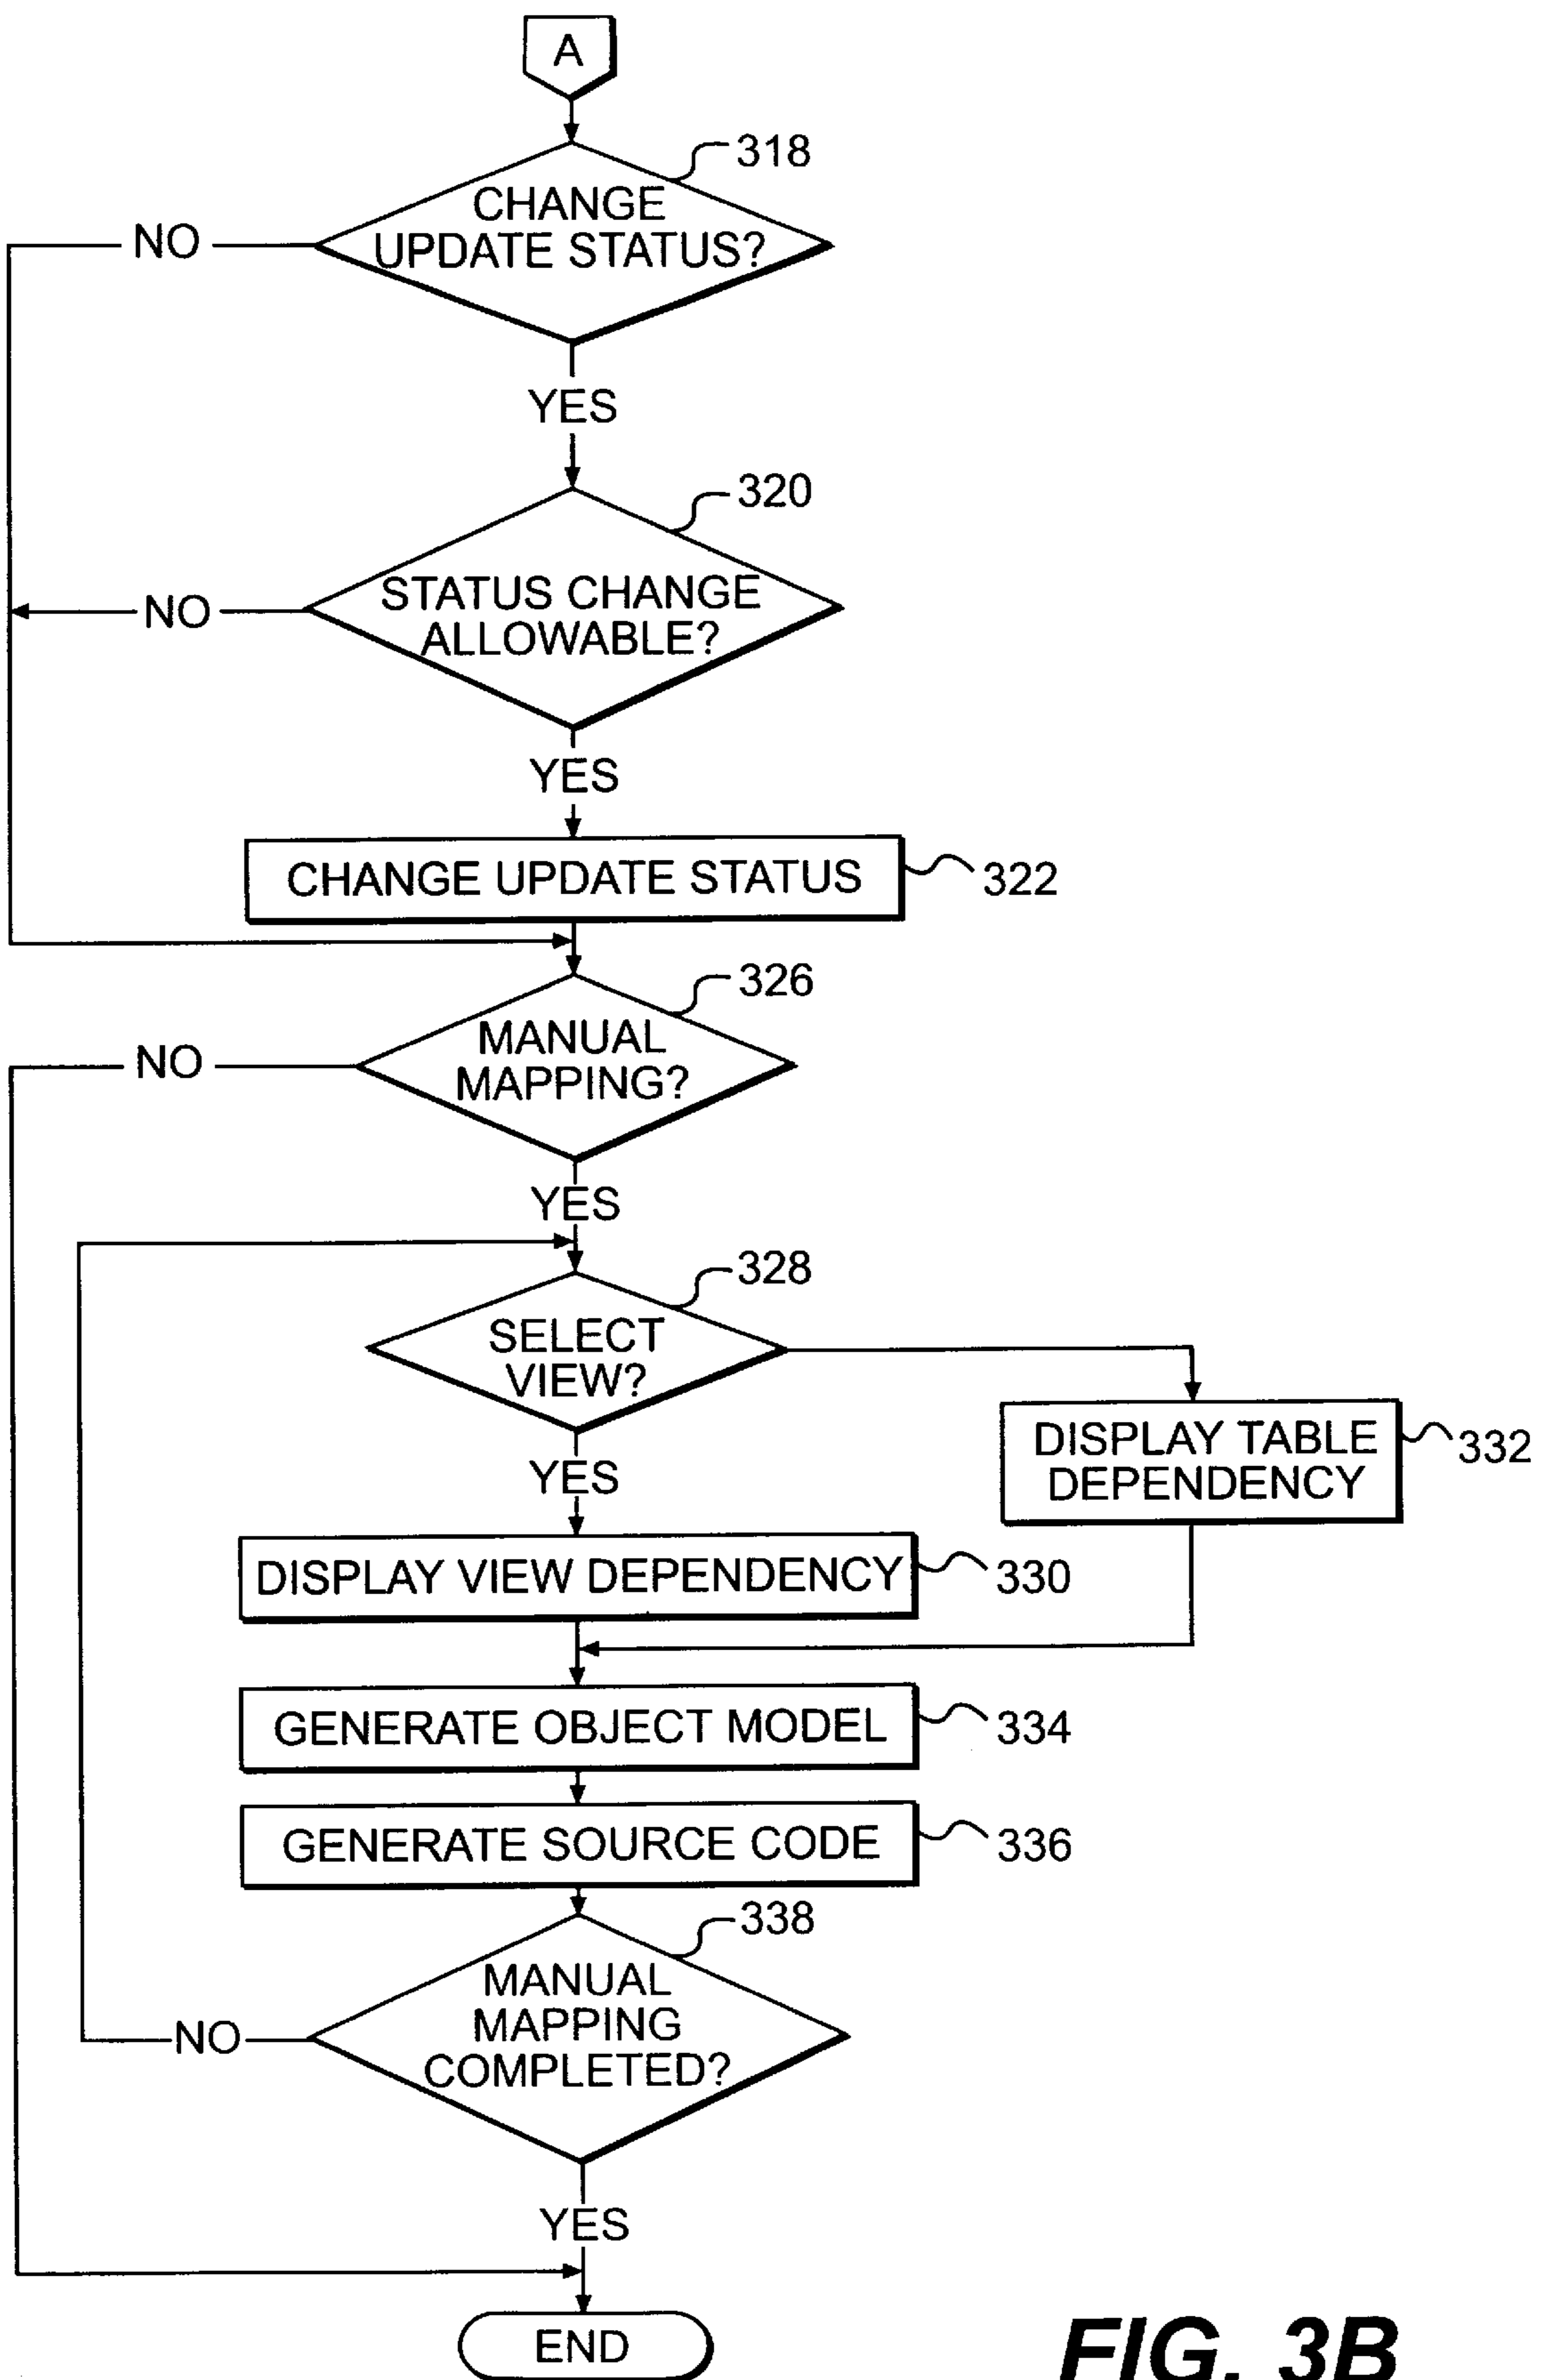 A
318
CHANGE
UPDATE STATUS?
NO
YES
320
STATUS CHANGE
ALLOWABLE?
NO
YES
CHANGE UPDATE STATUS
322
326
MANUAL
MAPPING?
NO
YES
328
SELECT
VIEW?
DISPLAY TABLE
DEPENDENCY
332
YES
DISPLAY VIEW DEPENDENCY
330
GENERATE OBJECT MODEL
334
GENERATE SOURCE CODE
336
338
MANUAL
MAPPING
COMPLETED?
NO
YES
END
FIG. 3B